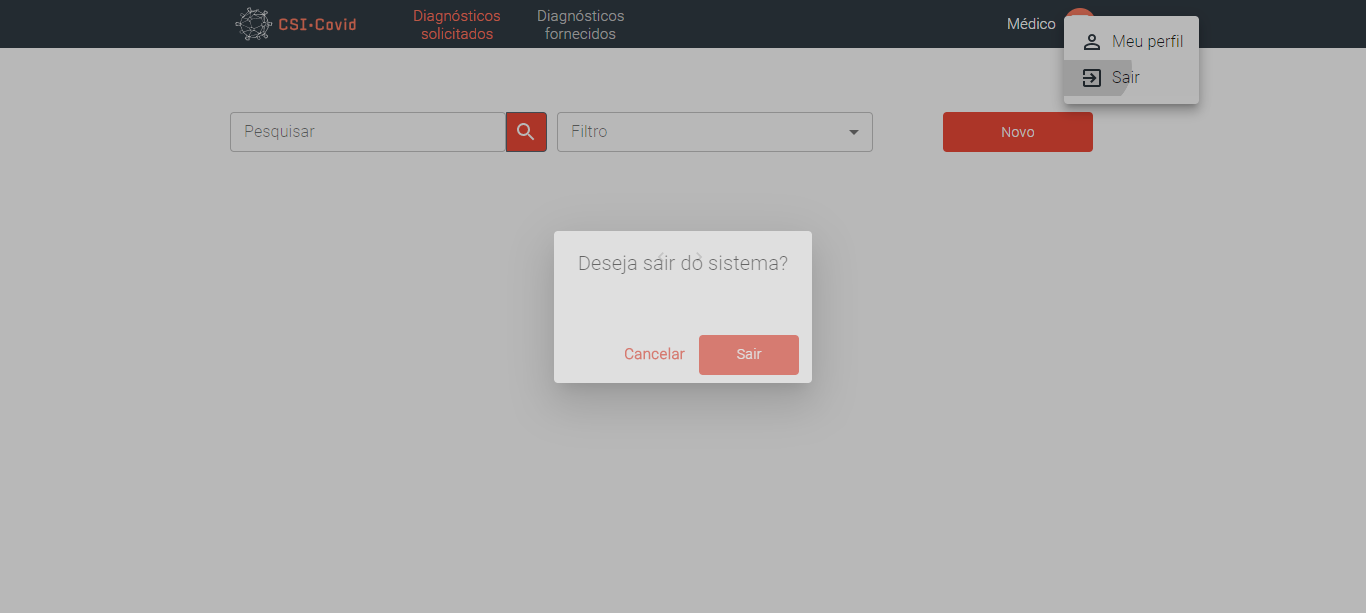 CSI•Covid
Diagnósticos
solicitados
Diagnósticos
fornecidos
Médico
Meu perfil
Sair
Pesquisar
Filtro
Novo
Deseja sair do sistema?
Cancelar
Sair